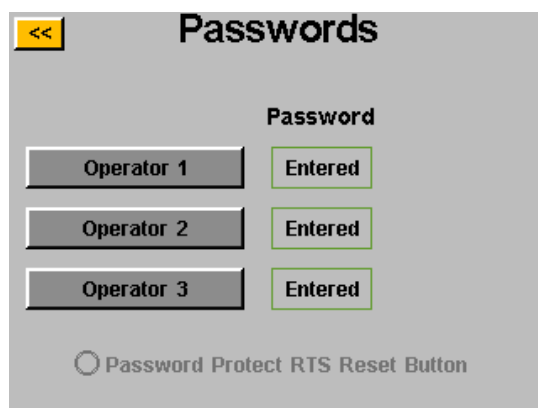 << Passwords
Password
Operator 1 Entered
Operator 2 Entered
Operator 3 Entered
Password Protect RTS Reset Button